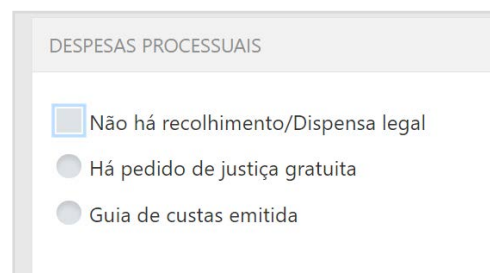 DESPESAS PROCESSUAIS
Não há recolhimento/Dispensa legal
Há pedido de justiça gratuita
Guia de custas emitida